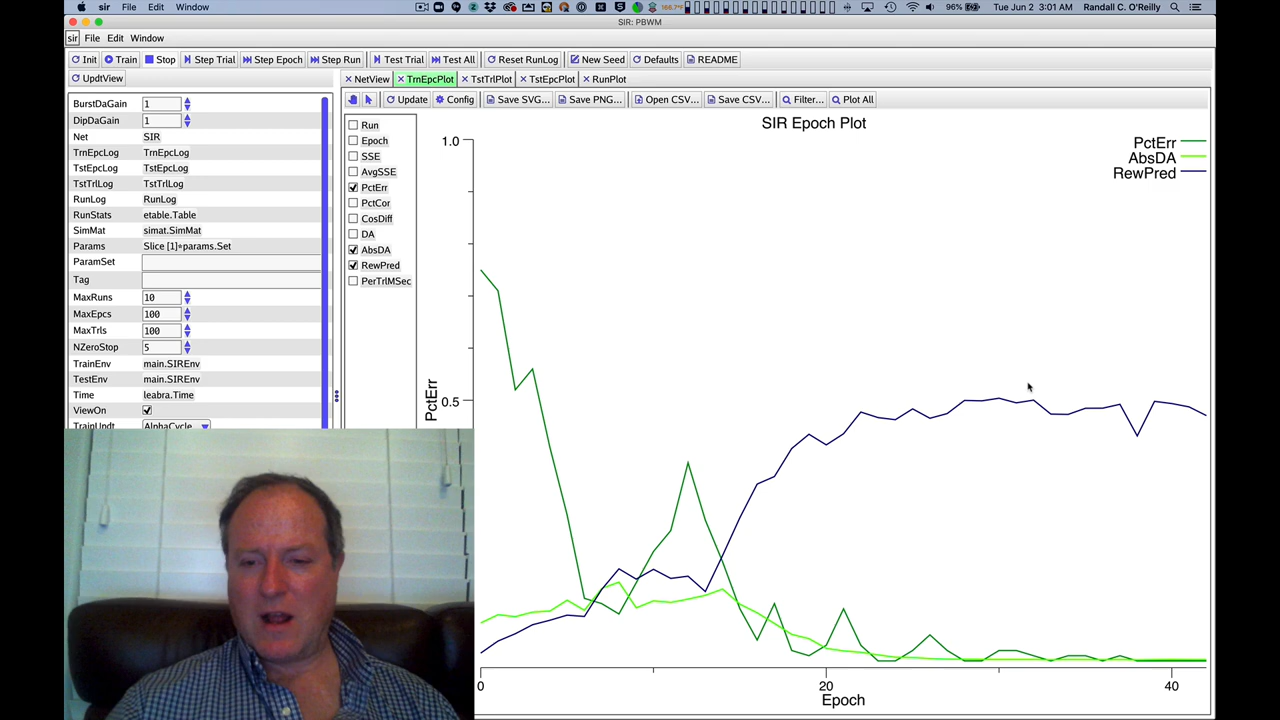 sir File Edit Window 166.7°F 96% Tue Jun 2 3:01 AM Randall C. O'Reilly
SIR: PBWM
sir File Edit Window
Init Train Stop Step Trial Step Epoch Step Run Test Trial Test All Reset RunLog New Seed Defaults README
UpdtView
NetView TrnEpcPlot TstTrlPlot TstEpcPlot RunPlot
Update Config Save SVG... Save PNG... Open CSV... Save CSV... Filter... Plot All
BurstDaGain 1
DipDaGain 1
Net SIR
TrnEpcLog TrnEpcLog
TstEpcLog TstEpcLog
TstTrlLog TstTrlLog
RunLog RunLog
RunStats etable.Table
SimMat simat.SimMat
Params Slice [1]*params.Set
ParamSet
Tag
MaxRuns 10
MaxEpcs 100
MaxTrls 100
NZeroStop 5
TrainEnv main.SIREnv
TestEnv main.SIREnv
Time leabra.Time
ViewOn
TrainUpdt AlphaCycle
Run
Epoch
SSE
AvgSSE
PctErr
PctCor
CosDiff
DA
AbsDA
RewPred
PerTrlMSec
SIR Epoch Plot
PctErr
AbsDA
RewPred
1.0
0.5
PctErr
0 20 40
Epoch